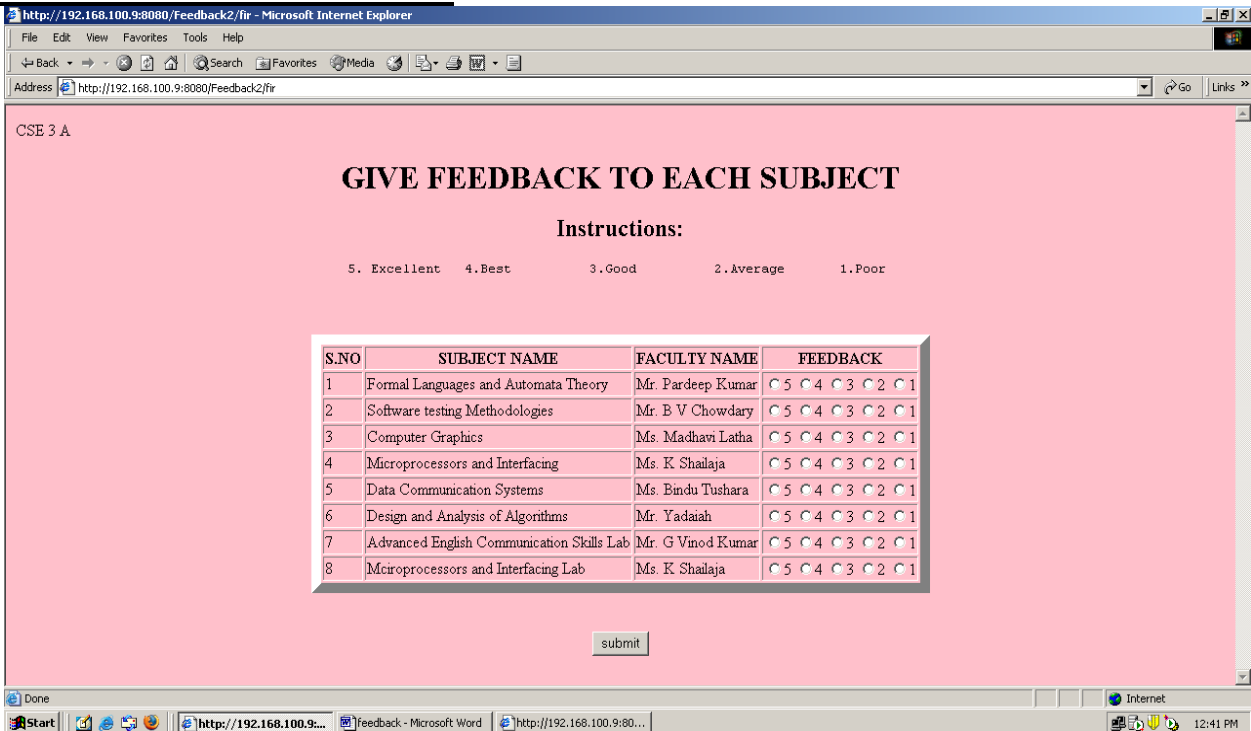 http://192.168.100.9:8080/Feedback2/fir - Microsoft Internet Explorer
File Edit View Favorites Tools Help
Back Search Favorites Media
Address http://192.168.100.9:8080/Feedback2/fir Go Links »
CSE 3 A
GIVE FEEDBACK TO EACH SUBJECT
Instructions:
5. Excellent 4.Best 3.Good 2.Average 1.Poor
S.NO SUBJECT NAME FACULTY NAME FEEDBACK
1 Formal Languages and Automata Theory Mr. Pardeep Kumar 5 4 3 2 1
2 Software testing Methodologies Mr. B V Chowdary 5 4 3 2 1
3 Computer Graphics Ms. Madhavi Latha 5 4 3 2 1
4 Microprocessors and Interfacing Ms. K Shailaja 5 4 3 2 1
5 Data Communication Systems Ms. Bindu Tushara 5 4 3 2 1
6 Design and Analysis of Algorithms Mr. Yadaiah 5 4 3 2 1
7 Advanced English Communication Skills Lab Mr. G Vinod Kumar 5 4 3 2 1
8 Mciroprocessors and Interfacing Lab Ms. K Shailaja 5 4 3 2 1
submit
Done Internet
Start http://192.168.100.9:... feedback - Microsoft Word http://192.168.100.9:80... 12:41 PM